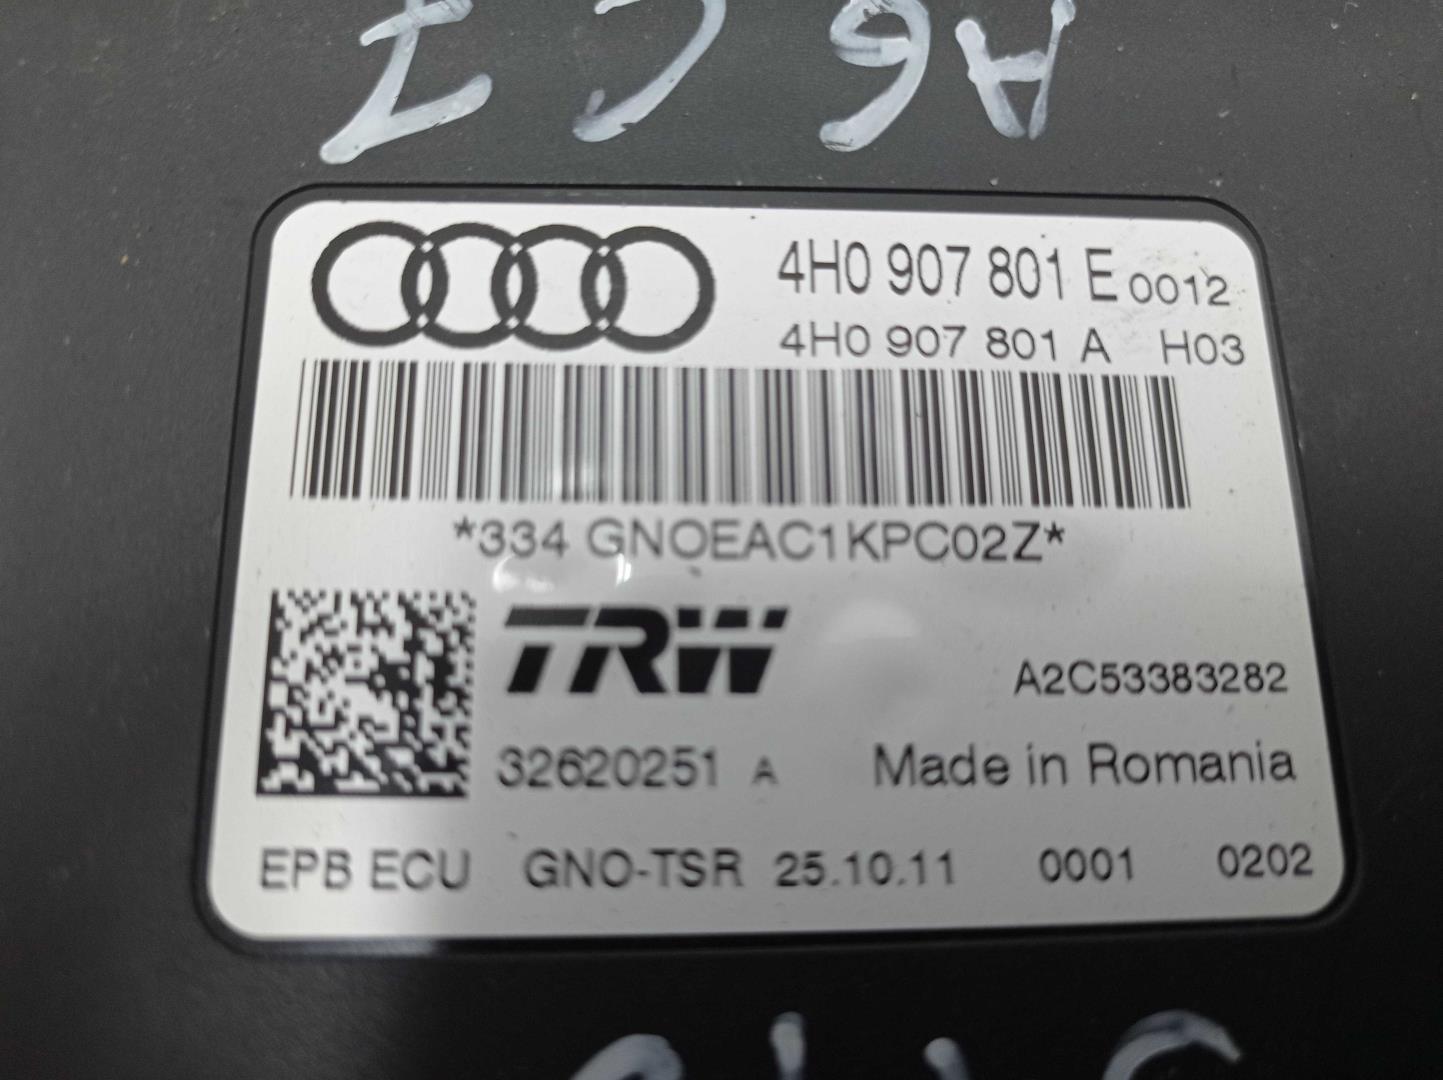 A6 C7
4H0 907 801 E 0012
4H0 907 801 A H03
*334 GNOEAC1KPC02Z*
TRW
A2C53383282
32620251 A Made in Romania
EPB ECU GNO-TSR 25.10.11 0001 0202